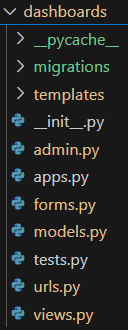 dashboards
__pycache__
migrations
templates
__init__.py
admin.py
apps.py
forms.py
models.py
tests.py
urls.py
views.py